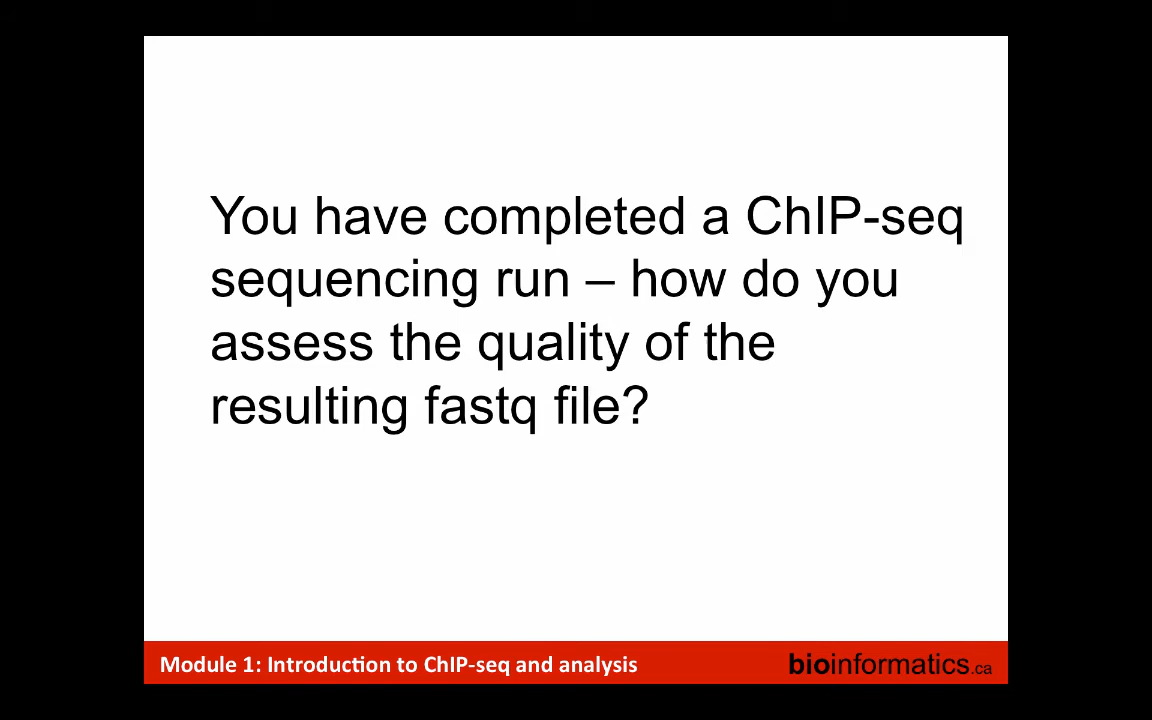 You have completed a ChIP-seq
sequencing run – how do you
assess the quality of the
resulting fastq file?
Module 1: Introduction to ChIP-seq and analysis
bioinformatics.ca